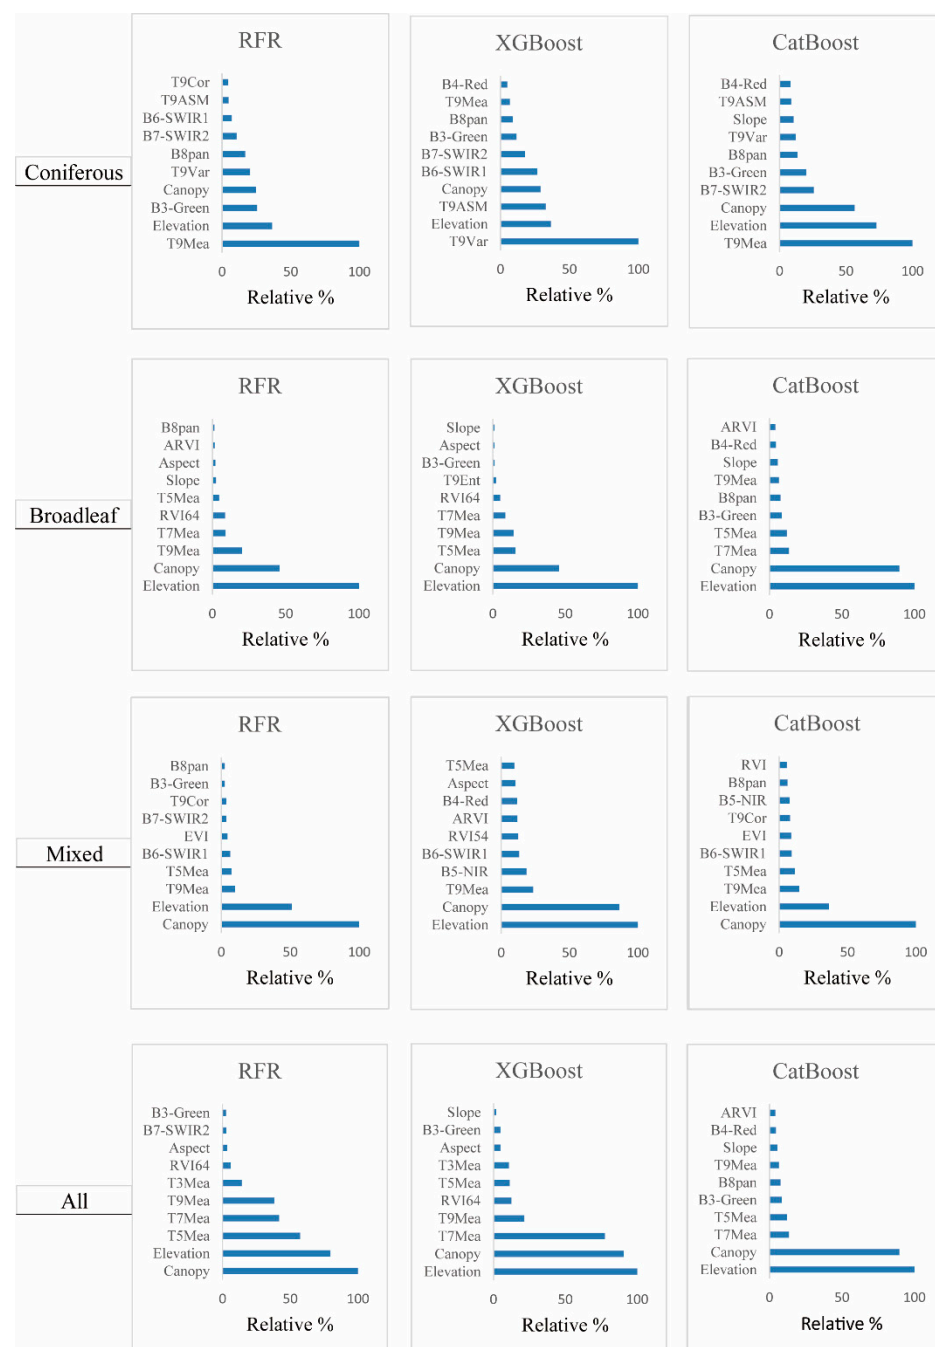 Coniferous
RFR
T9Cor
T9ASM
B6-SWIR1
B7-SWIR2
B8pan
T9Var
Canopy
B3-Green
Elevation
T9Mea
0 50 100
Relative %
XGBoost
B4-Red
T9Mea
B8pan
B3-Green
B7-SWIR2
B6-SWIR1
Canopy
T9ASM
Elevation
T9Var
0 50 100
Relative %
CatBoost
B4-Red
T9ASM
Slope
T9Var
B8pan
B3-Green
B7-SWIR2
Canopy
Elevation
T9Mea
0 50 100
Relative %
Broadleaf
RFR
B8pan
ARVI
Aspect
Slope
T5Mea
RVI64
T7Mea
T9Mea
Canopy
Elevation
0 50 100
Relative %
XGBoost
Slope
Aspect
B3-Green
T9Ent
RVI64
T7Mea
T9Mea
T5Mea
Canopy
Elevation
0 50 100
Relative %
CatBoost
ARVI
B4-Red
Slope
T9Mea
B8pan
B3-Green
T5Mea
T7Mea
Canopy
Elevation
0 50 100
Relative %
Mixed
RFR
B8pan
B3-Green
T9Cor
B7-SWIR2
EVI
B6-SWIR1
T5Mea
T9Mea
Elevation
Canopy
0 50 100
Relative %
XGBoost
T5Mea
Aspect
B4-Red
ARVI
RVI54
B6-SWIR1
B5-NIR
T9Mea
Canopy
Elevation
0 50 100
Relative %
CatBoost
RVI
B8pan
B5-NIR
T9Cor
EVI
B6-SWIR1
T5Mea
T9Mea
Elevation
Canopy
0 50 100
Relative %
All
RFR
B3-Green
B7-SWIR2
Aspect
RVI64
T3Mea
T9Mea
T7Mea
T5Mea
Elevation
Canopy
0 50 100
Relative %
XGBoost
Slope
B3-Green
Aspect
T3Mea
T5Mea
RVI64
T9Mea
T7Mea
Canopy
Elevation
0 50 100
Relative %
CatBoost
ARVI
B4-Red
Slope
T9Mea
B8pan
B3-Green
T5Mea
T7Mea
Canopy
Elevation
0 50 100
Relative %